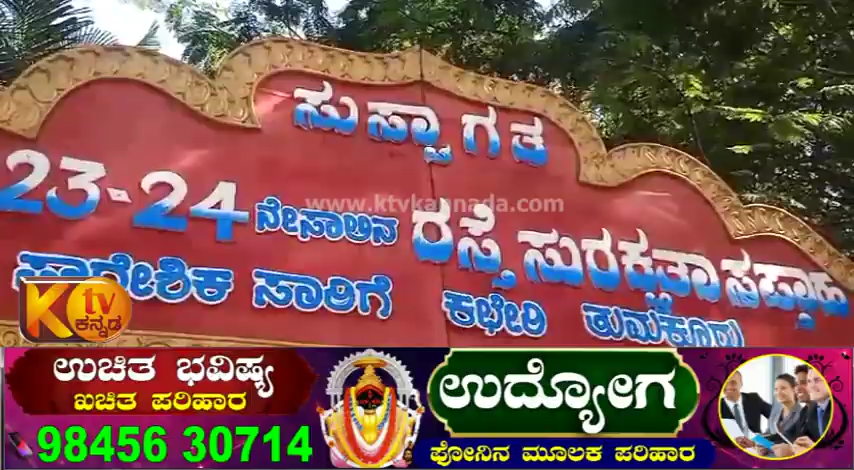 ಸುಸ್ವಾಗತ
23-24 ನೇಸಾಲಿನ ರಸ್ತೆ ಸುರಕ್ಷತಾ ಸಪ್ತಾಹ
ಪ್ರಾದೇಶಿಕ ಸಾರಿಗೆ ಕಛೇರಿ ತುಮಕೂರು
www.ktvkannada.com
K tv
ಕನ್ನಡ
ಉಚಿತ ಭವಿಷ್ಯ
ಖಚಿತ ಪರಿಹಾರ
98456 30714
ಉದ್ಯೋಗ
ಫೋನಿನ ಮೂಲಕ ಪರಿಹಾರ